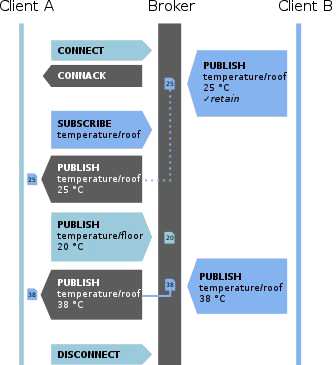 Client A
Broker
Client B
CONNECT
CONNACK
PUBLISH
temperature/roof
25 °C
✓retain
25
SUBSCRIBE
temperature/roof
PUBLISH
temperature/roof
25 °C
25
PUBLISH
temperature/floor
20 °C
20
PUBLISH
temperature/roof
38 °C
38
PUBLISH
temperature/roof
38 °C
38
DISCONNECT